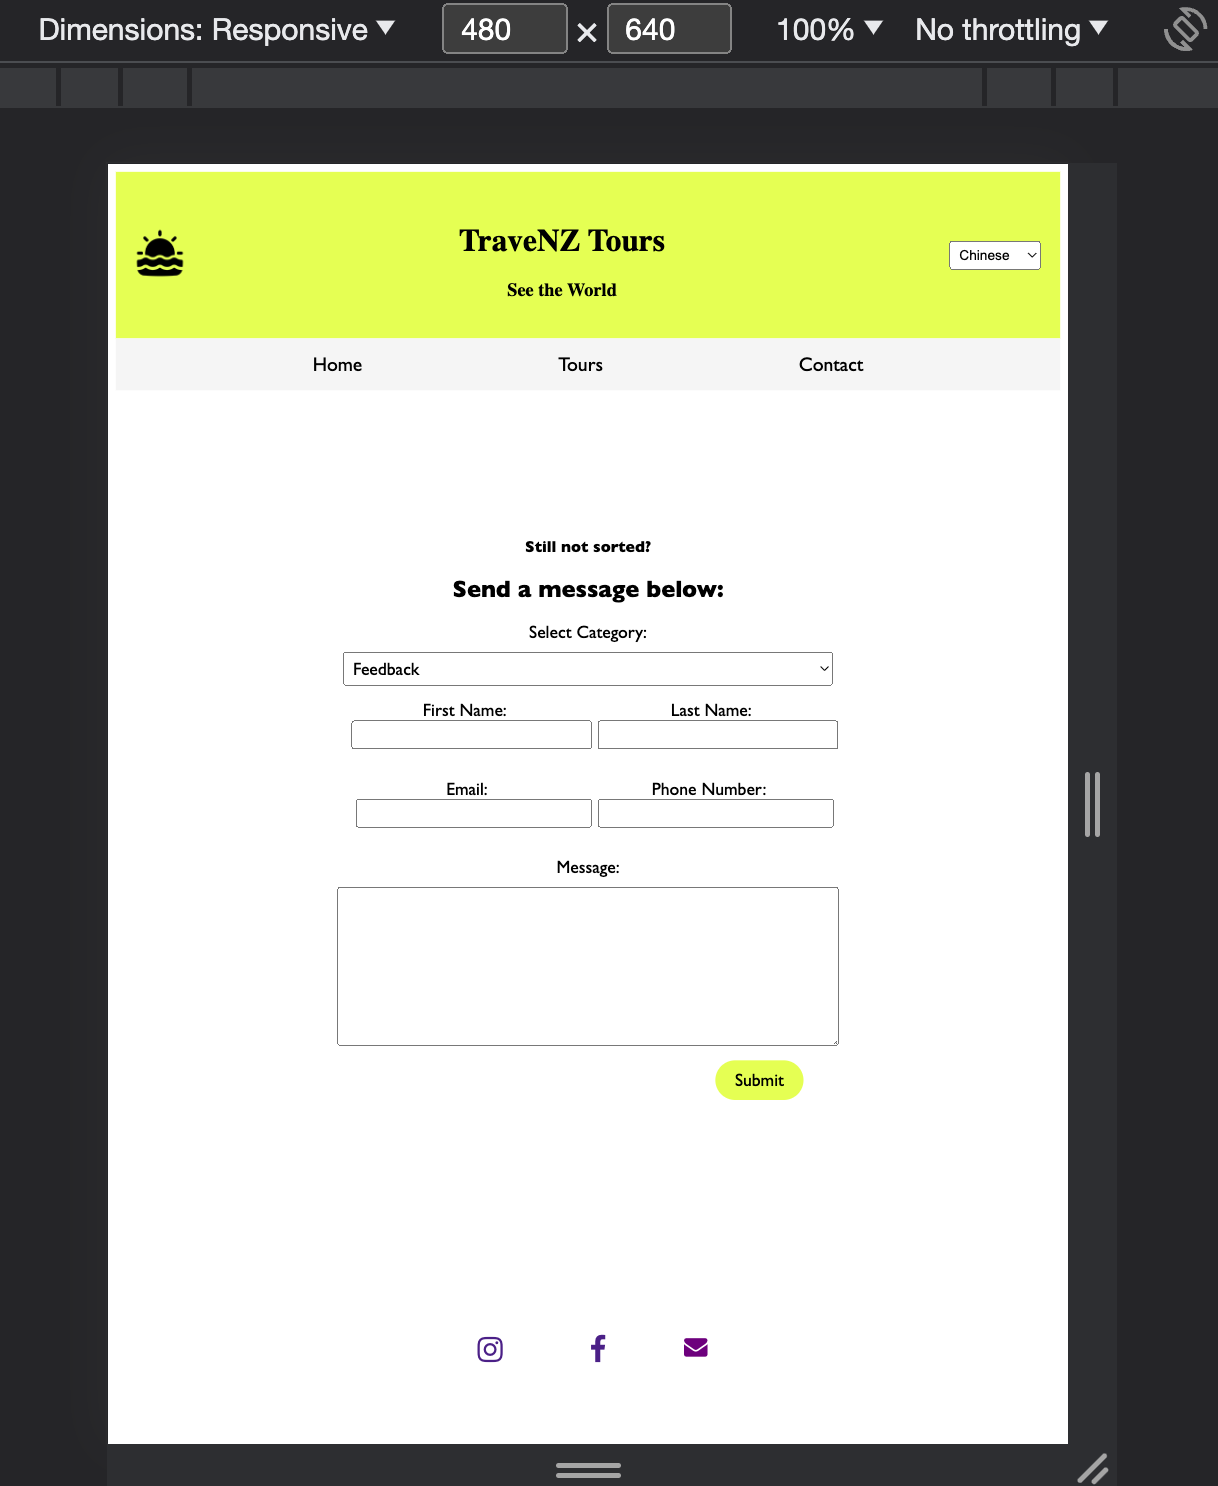 Dimensions: Responsive ▼ 480 × 640 100% ▼ No throttling ▼
TraveNZ Tours
See the World
Chinese
Home Tours Contact
Still not sorted?
Send a message below:
Select Category:
Feedback
First Name: Last Name:
Email: Phone Number:
Message:
Submit